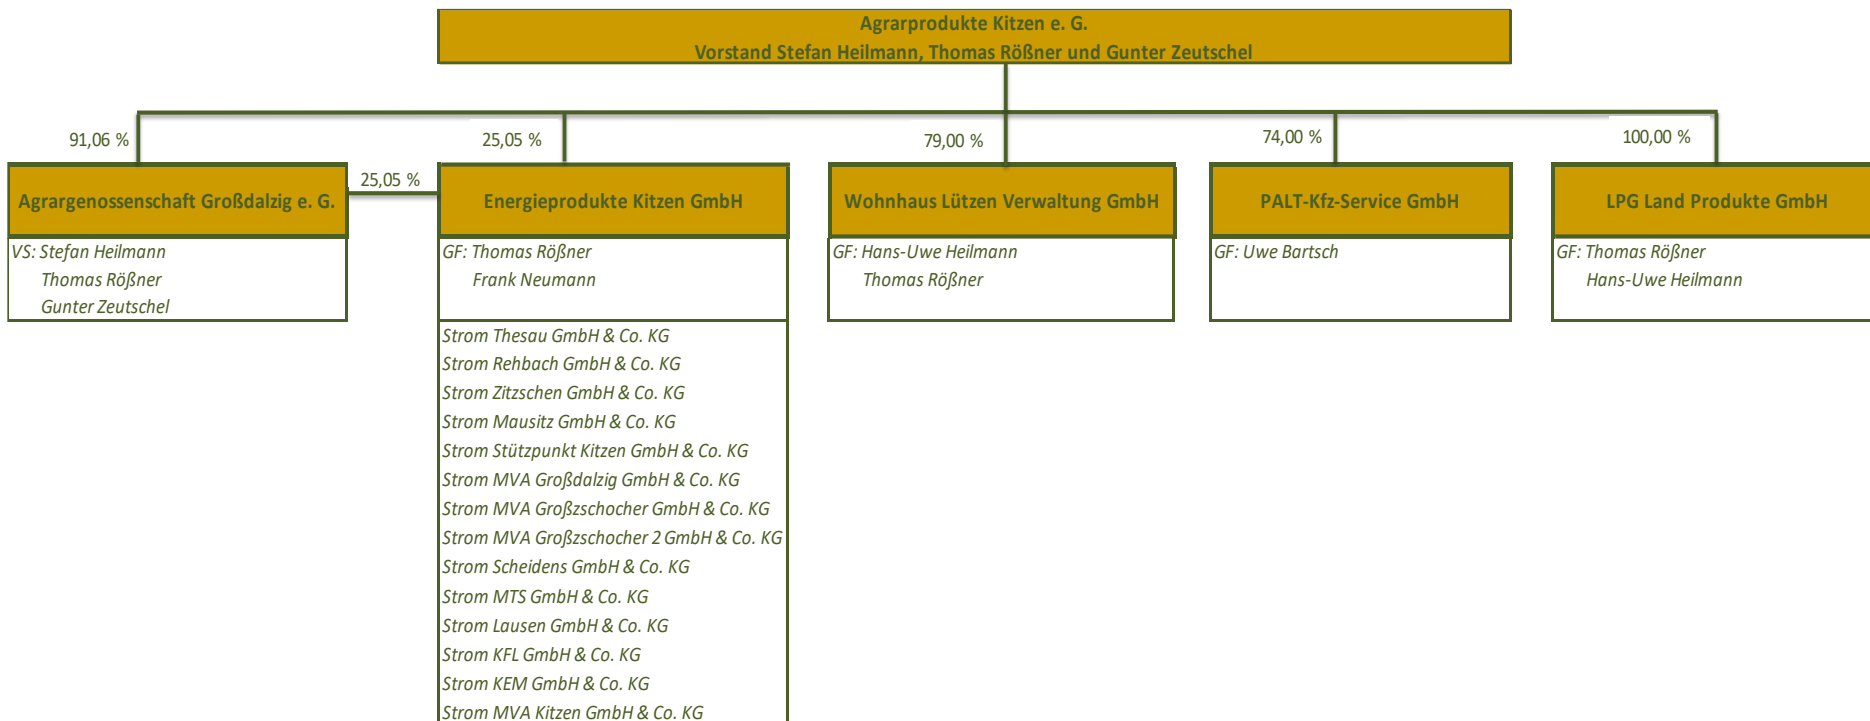 Agrarprodukte Kitzen e. G.
Vorstand Stefan Heilmann, Thomas Rößner und Gunter Zeutschel
91,06 %
25,05 %
79,00 %
74,00 %
100,00 %
25,05 %
Agrargenossenschaft Großdalzig e. G.
VS: Stefan Heilmann
Thomas Rößner
Gunter Zeutschel
Energieprodukte Kitzen GmbH
GF: Thomas Rößner
Frank Neumann
Strom Thesau GmbH & Co. KG
Strom Rehbach GmbH & Co. KG
Strom Zitzschen GmbH & Co. KG
Strom Mausitz GmbH & Co. KG
Strom Stützpunkt Kitzen GmbH & Co. KG
Strom MVA Großdalzig GmbH & Co. KG
Strom MVA Großzschocher GmbH & Co. KG
Strom MVA Großzschocher 2 GmbH & Co. KG
Strom Scheidens GmbH & Co. KG
Strom MTS GmbH & Co. KG
Strom Lausen GmbH & Co. KG
Strom KFL GmbH & Co. KG
Strom KEM GmbH & Co. KG
Strom MVA Kitzen GmbH & Co. KG
Wohnhaus Lützen Verwaltung GmbH
GF: Hans-Uwe Heilmann
Thomas Rößner
PALT-Kfz-Service GmbH
GF: Uwe Bartsch
LPG Land Produkte GmbH
GF: Thomas Rößner
Hans-Uwe Heilmann